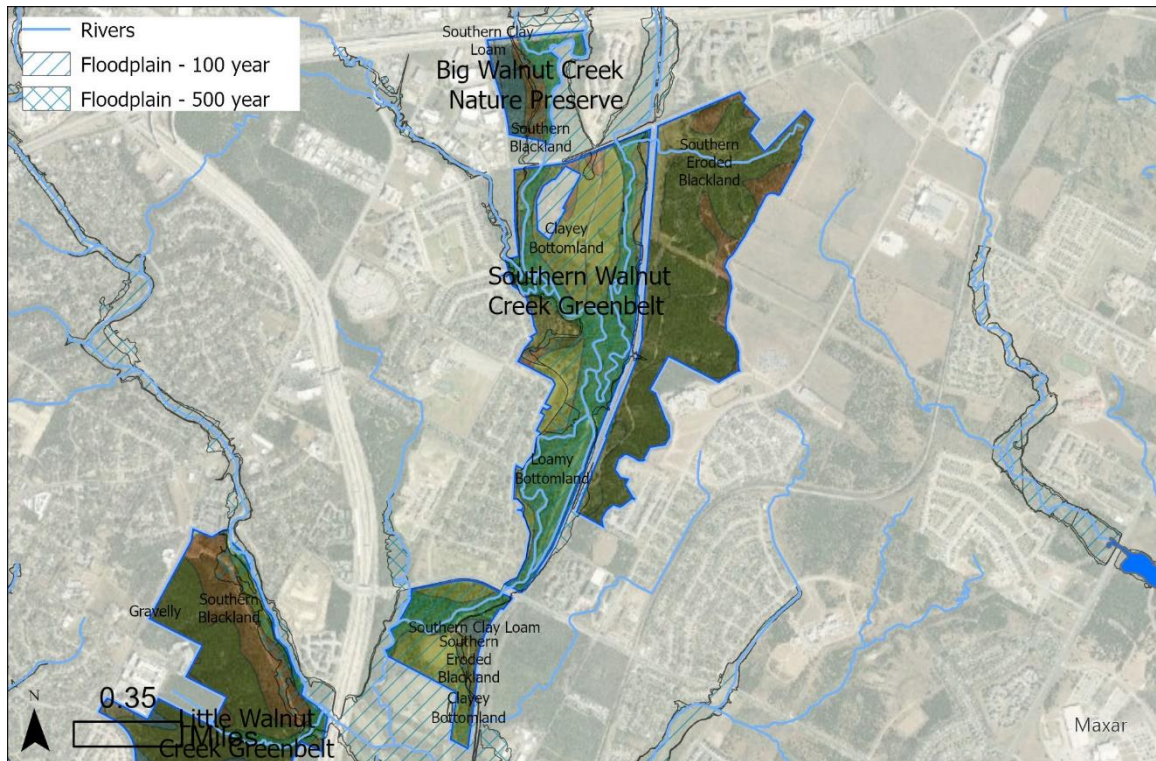 Rivers
Floodplain - 100 year
Floodplain - 500 year
Southern Clay
Loam
Big Walnut Creek
Nature Preserve
Southern
Blackland
Southern
Eroded
Blackland
Clayey
Bottomland
Southern Walnut
Creek Greenbelt
Loamy
Bottomland
Gravelly
Southern
Blackland
Southern Clay Loam
Southern
Eroded
Blackland
Clayey
Bottomland
N
0.35
Miles
Little Walnut
Creek Greenbelt
Maxar